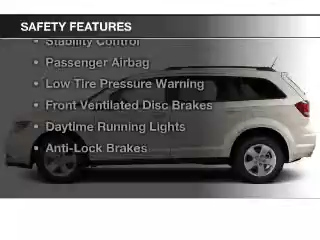 SAFETY FEATURES
• Stability Control
• Passenger Airbag
• Low Tire Pressure Warning
• Front Ventilated Disc Brakes
• Daytime Running Lights
• Anti-Lock Brakes